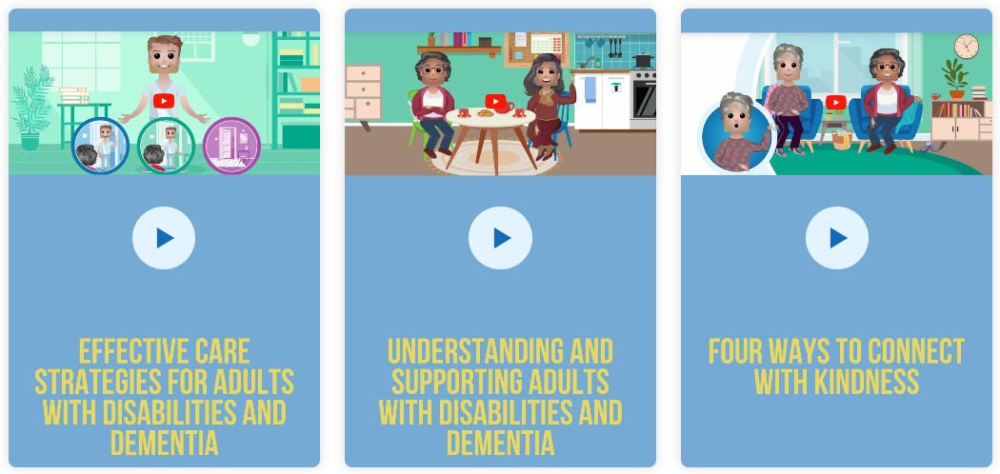 EFFECTIVE CARE
STRATEGIES FOR ADULTS
WITH DISABILITIES AND
DEMENTIA
UNDERSTANDING AND
SUPPORTING ADULTS
WITH DISABILITIES AND
DEMENTIA
FOUR WAYS TO CONNECT
WITH KINDNESS